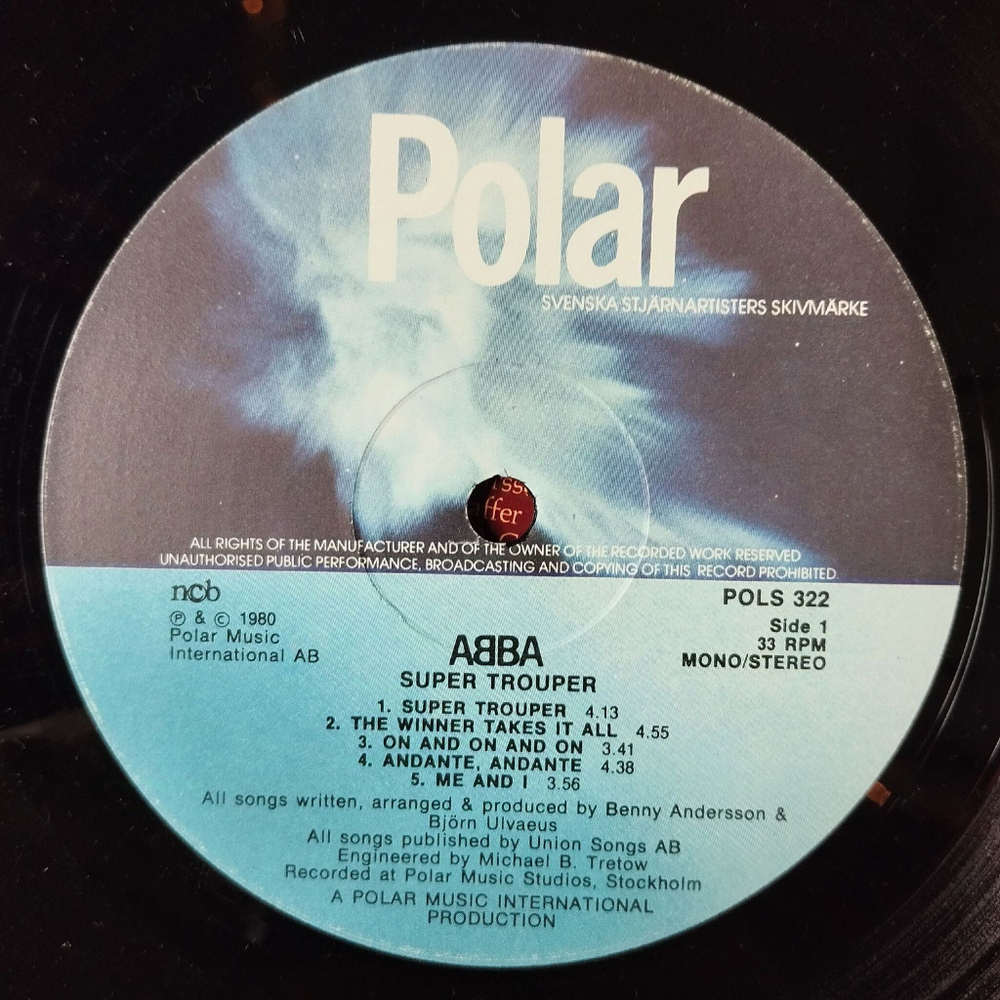 Polar
SVENSKA STJÄRNARTISTERS SKIVMÄRKE
iss
ffer
ALL RIGHTS OF THE MANUFACTURER AND OF THE OWNER OF THE RECORDED WORK RESERVED
UNAUTHORISED PUBLIC PERFORMANCE, BROADCASTING AND COPYING OF THIS RECORD PROHIBITED
ncb
℗ & © 1980
Polar Music
International AB
POLS 322
Side 1
33 RPM
MONO/STEREO
ABBA
SUPER TROUPER
1. SUPER TROUPER 4.13
2. THE WINNER TAKES IT ALL 4.55
3. ON AND ON AND ON 3.41
4. ANDANTE, ANDANTE 4.38
5. ME AND I 3.56
All songs written, arranged & produced by Benny Andersson &
Björn Ulvaeus
All songs published by Union Songs AB
Engineered by Michael B. Tretow
Recorded at Polar Music Studios, Stockholm
A POLAR MUSIC INTERNATIONAL
PRODUCTION